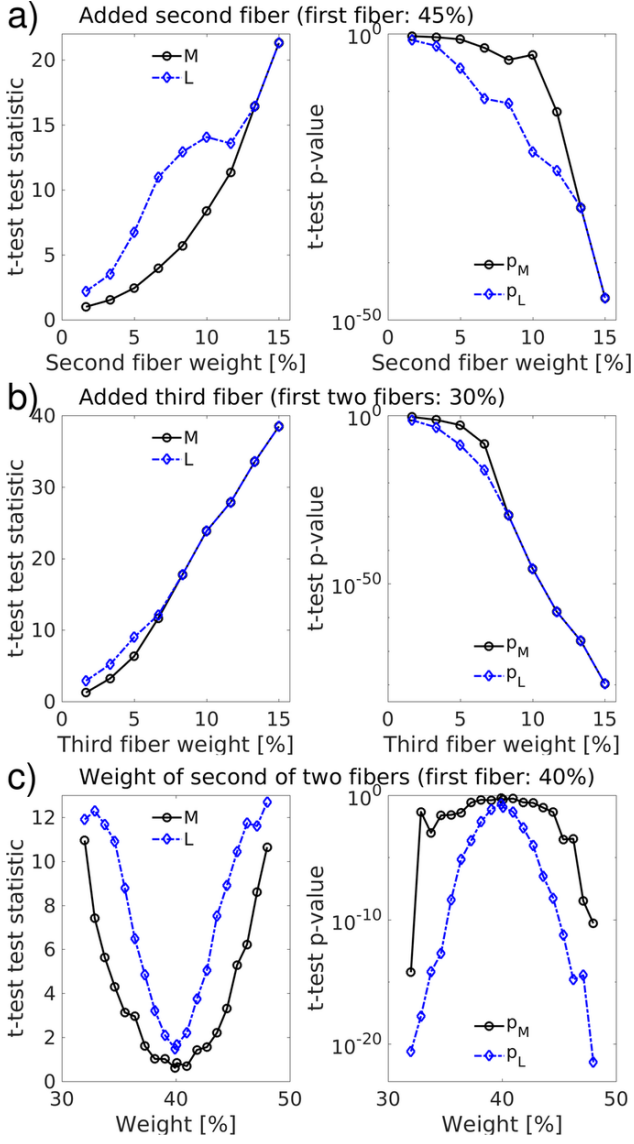 a) Added second fiber (first fiber: 45%)
t-test test statistic
20
15
10
5
0
M
L
0 5 10 15
Second fiber weight [%]
t-test p-value
10^0
10^-50
p_M
p_L
0 5 10 15
Second fiber weight [%]
b) Added third fiber (first two fibers: 30%)
t-test test statistic
40
30
20
10
0
M
L
0 5 10 15
Third fiber weight [%]
t-test p-value
10^0
10^-50
p_M
p_L
0 5 10 15
Third fiber weight [%]
c) Weight of second of two fibers (first fiber: 40%)
t-test test statistic
12
10
8
6
4
2
0
M
L
30 40 50
Weight [%]
t-test p-value
10^0
10^-10
10^-20
p_M
p_L
30 40 50
Weight [%]